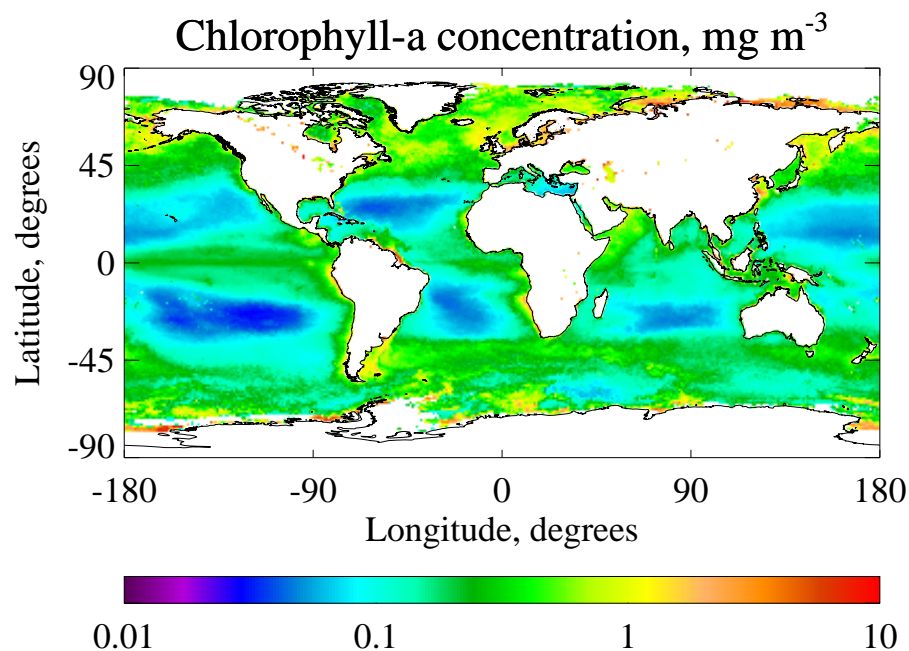 Chlorophyll-a concentration, mg m-3
90
45
0
-45
-90
Latitude, degrees
-180 -90 0 90 180
Longitude, degrees
0.01 0.1 1 10